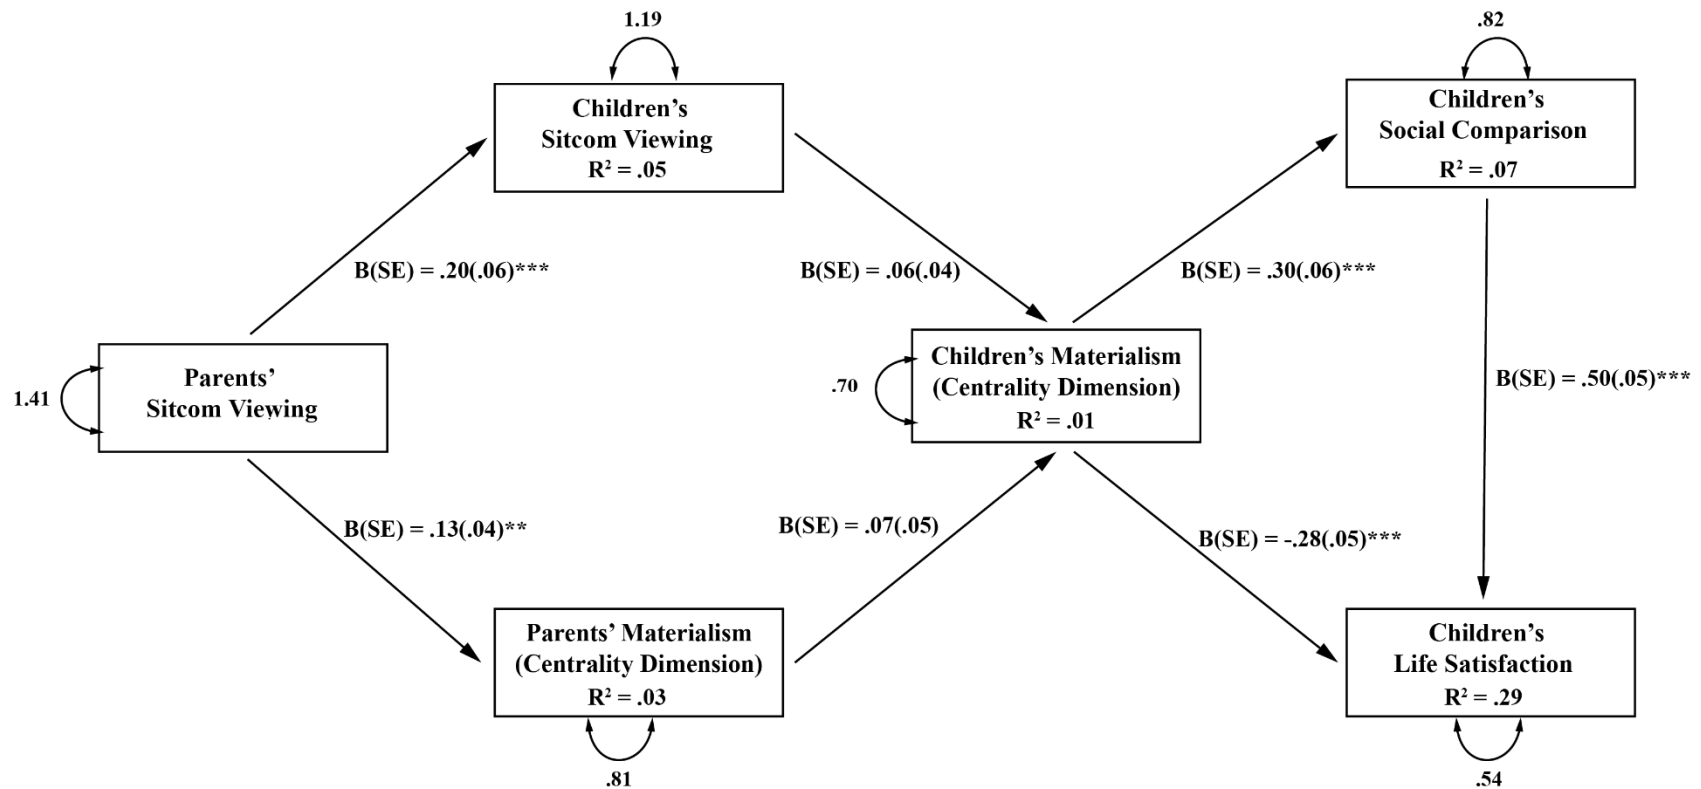 1.19
.82
Children’s
Sitcom Viewing
R² = .05
Children’s
Social Comparison
R² = .07
B(SE) = .20(.06)***
B(SE) = .06(.04)
B(SE) = .30(.06)***
1.41
Parents’
Sitcom Viewing
.70
Children’s Materialism
(Centrality Dimension)
R² = .01
B(SE) = .50(.05)***
B(SE) = .13(.04)**
B(SE) = .07(.05)
B(SE) = -.28(.05)***
Parents’ Materialism
(Centrality Dimension)
R² = .03
Children’s
Life Satisfaction
R² = .29
.81
.54